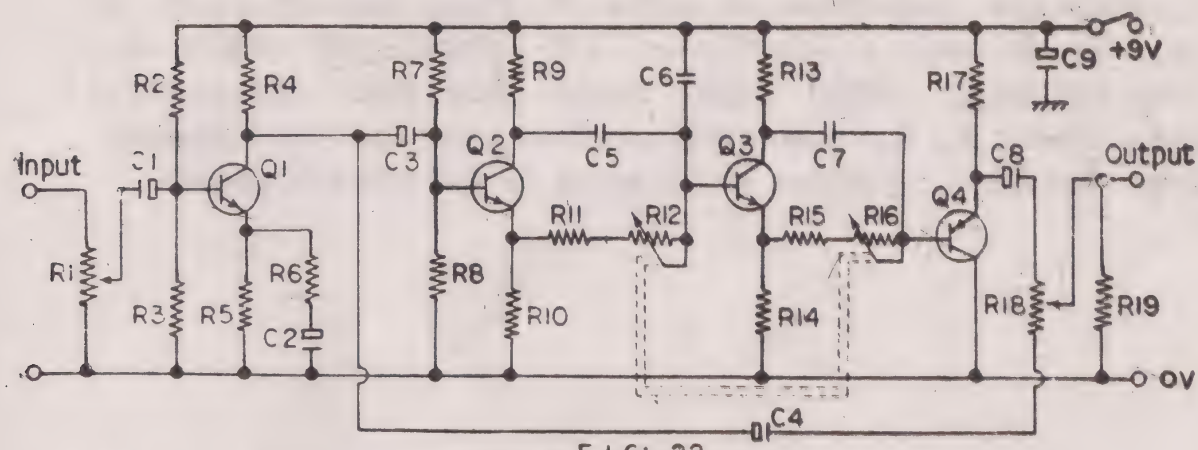 +9V
C9
R2
R4
R7
R9
C6
R13
R17
Input
C1
Q1
C3
Q2
C5
Q3
C7
C8
Output
R1
R6
R11
R12
R15
R16
Q4
R3
R5
C2
R8
R10
R14
R18
R19
0V
C4